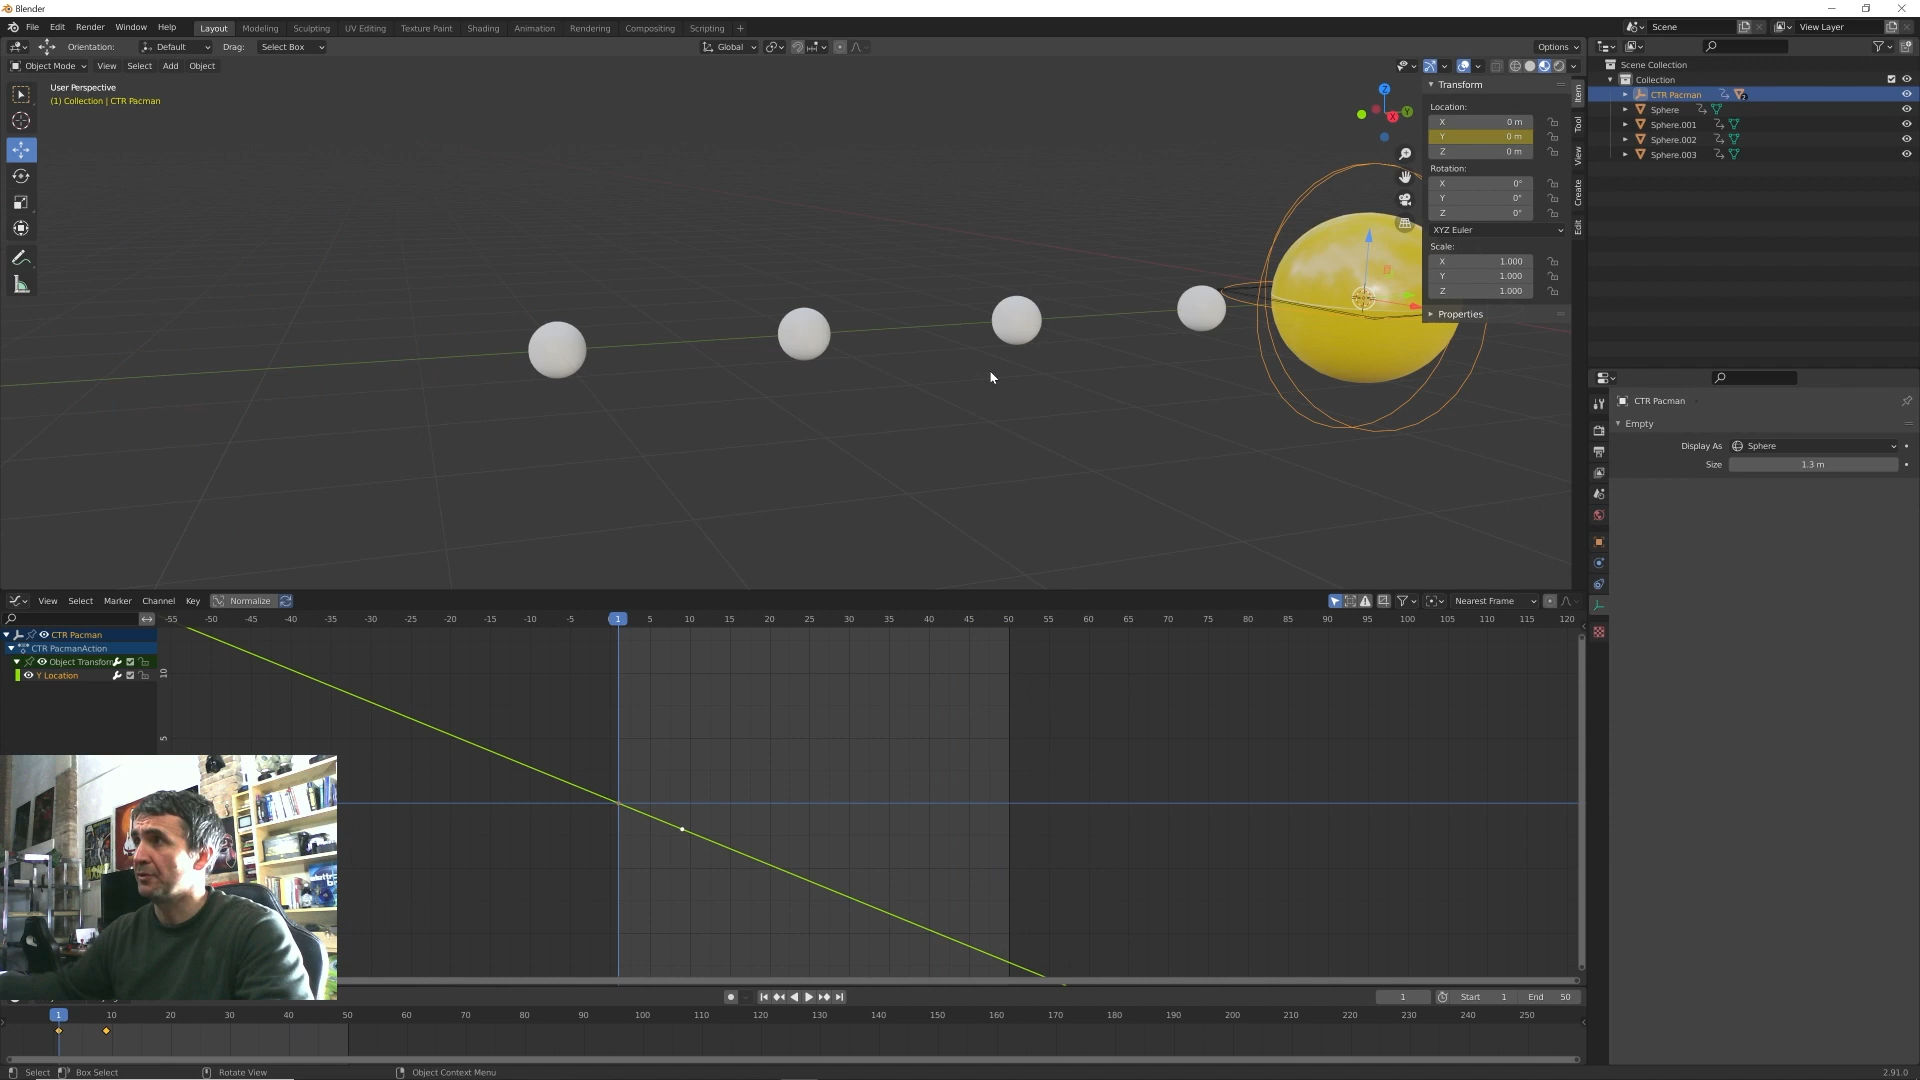 Blender
File Edit Render Window Help Layout Modeling Sculpting UV Editing Texture Paint Shading Animation Rendering Compositing Scripting + Scene View Layer
Orientation: Default Drag: Select Box Global Options
Object Mode View Select Add Object
User Perspective
(1) Collection | CTR Pacman
Z
Y
X
Transform
Location:
X 0 m
Y 0 m
Z 0 m
Rotation:
X 0°
Y 0°
Z 0°
XYZ Euler
Scale:
X 1.000
Y 1.000
Z 1.000
Properties
Item
Tool
View
Create
Edit
Scene Collection
Collection
CTR Pacman
Sphere
Sphere.001
Sphere.002
Sphere.003
CTR Pacman
Empty
Display As Sphere
Size 1.3 m
View Select Marker Channel Key Normalize Nearest Frame
-55 -50 -45 -40 -35 -30 -25 -20 -15 -10 -5 1 5 10 15 20 25 30 35 40 45 50 55 60 65 70 75 80 85 90 95 100 105 110 115 120
CTR Pacman
CTR PacmanAction
Object Transform
Y Location
10
5
1 Start 1 End 50
1 10 20 30 40 50 60 70 80 90 100 110 120 130 140 150 160 170 180 190 200 210 220 230 240 250
Select Box Select Rotate View Object Context Menu 2.91.0